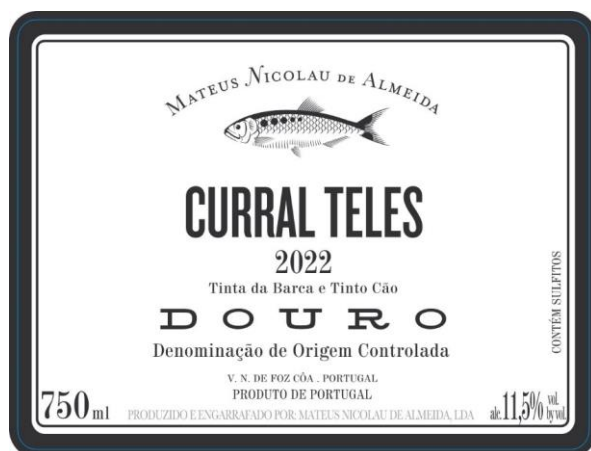 MATEUS NICOLAU DE ALMEIDA
CURRAL TELES
2022
Tinta da Barca e Tinto Cão
DOURO
Denominação de Origem Controlada
V. N. DE FOZ CÔA . PORTUGAL
PRODUTO DE PORTUGAL
750 ml
PRODUZIDO E ENGARRAFADO POR: MATEUS NICOLAU DE ALMEIDA, LDA
alc. 11,5% vol. by vol.
CONTÉM SULFITOS